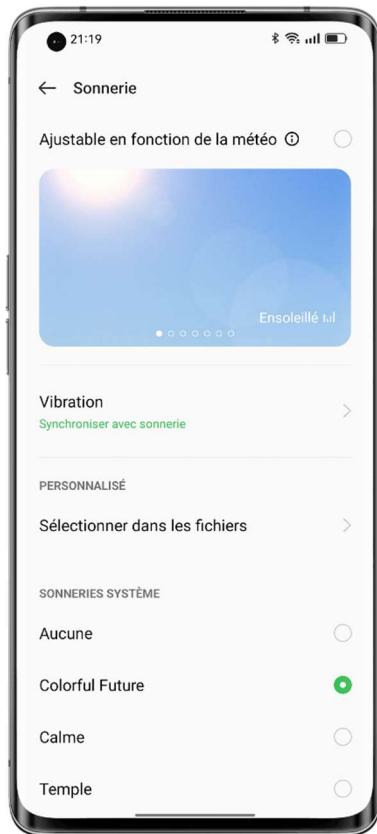 21:19
Sonnerie
Ajustable en fonction de la météo
Ensoleillé
Vibration
Synchroniser avec sonnerie
PERSONNALISÉ
Sélectionner dans les fichiers
SONNERIES SYSTÈME
Aucune
Colorful Future
Calme
Temple